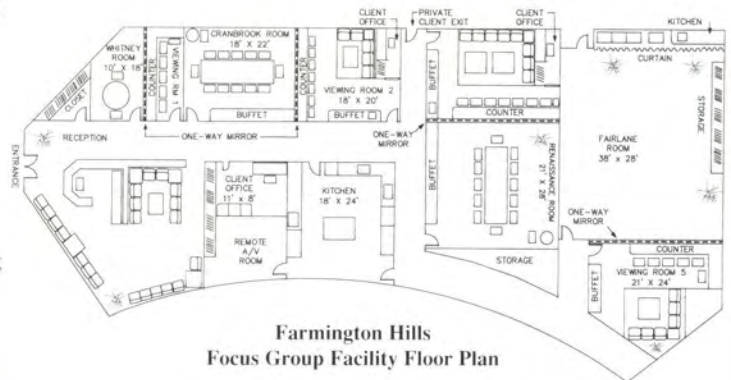 WHITNEY
ROOM
10' X 18'
CLOSET
COUNTER
VIEWING RM 1
CRANBROOK ROOM
18' X 22'
BUFFET
COUNTER
CLIENT
OFFICE
VIEWING ROOM 2
18' X 20'
BUFFET
PRIVATE
CLIENT EXIT
CLIENT
OFFICE
BUFFET
COUNTER
KITCHEN
CURTAIN
STORAGE
FAIRLANE
ROOM
38' X 28'
RECEPTION
ONE-WAY MIRROR
ONE-WAY
MIRROR
ENTRANCE
CLIENT
OFFICE
11' X 8'
REMOTE
A/V
ROOM
KITCHEN
18' X 24'
BUFFET
RENAISSANCE ROOM
21' X 28'
STORAGE
ONE-WAY
MIRROR
COUNTER
VIEWING ROOM 5
21' X 24'
BUFFET
Farmington Hills
Focus Group Facility Floor Plan